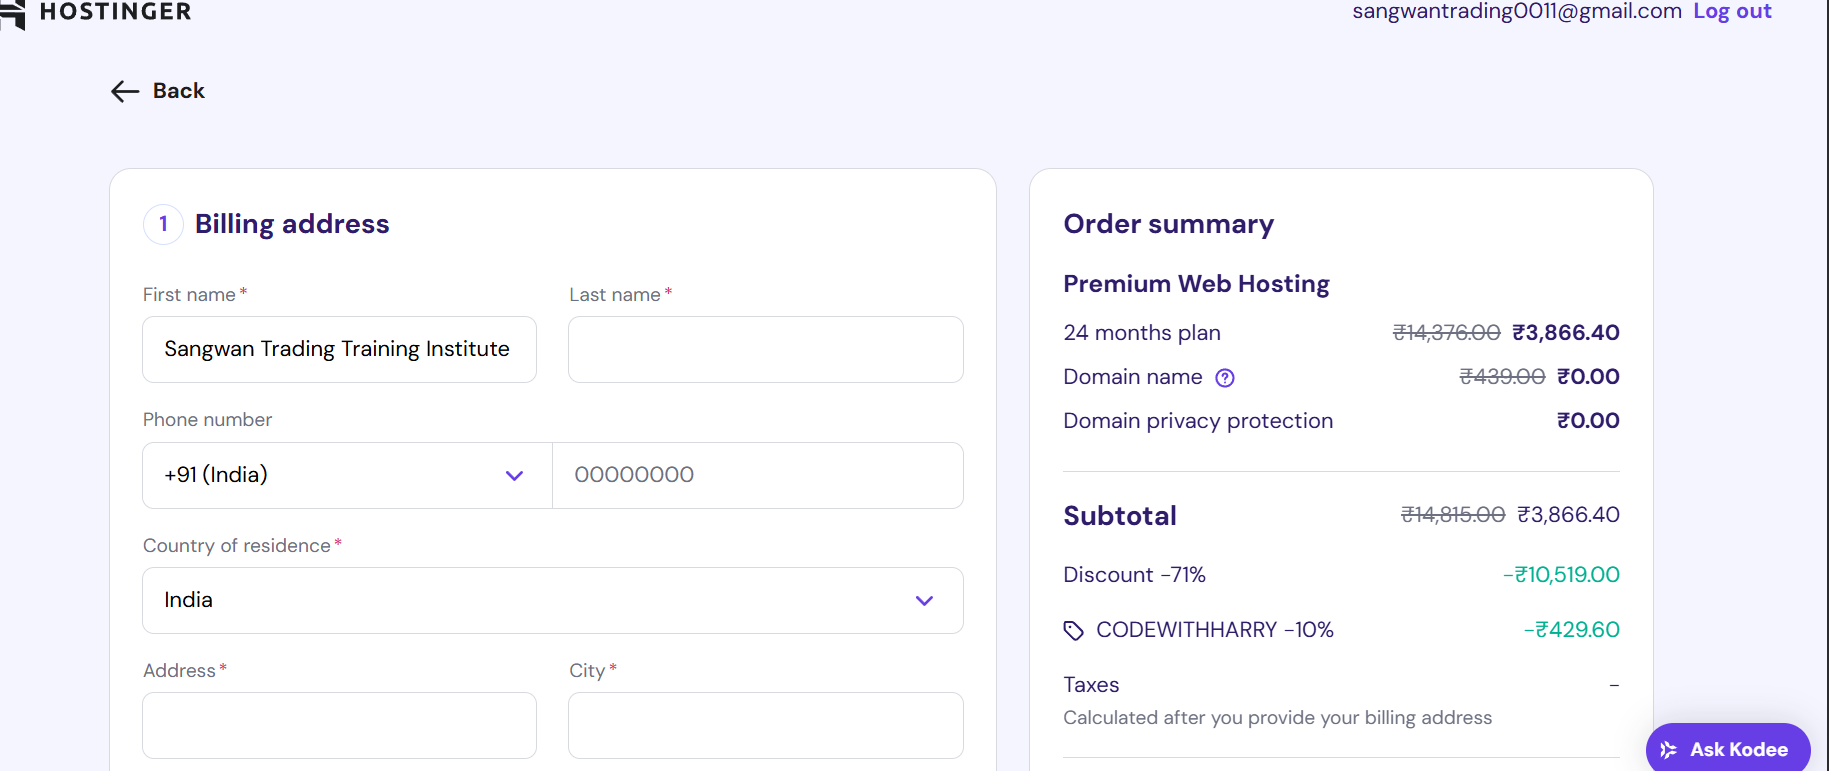 HOSTINGER
sangwantrading0011@gmail.com Log out
Back
1 Billing address
First name*
Last name*
Sangwan Trading Training Institute
Phone number
+91 (India)
00000000
Country of residence*
India
Address*
City*
Order summary
Premium Web Hosting
24 months plan ₹14,376.00 ₹3,866.40
Domain name ? ₹439.00 ₹0.00
Domain privacy protection ₹0.00
Subtotal ₹14,815.00 ₹3,866.40
Discount -71% -₹10,519.00
CODEWITHHARRY -10% -₹429.60
Taxes -
Calculated after you provide your billing address
Ask Kodee